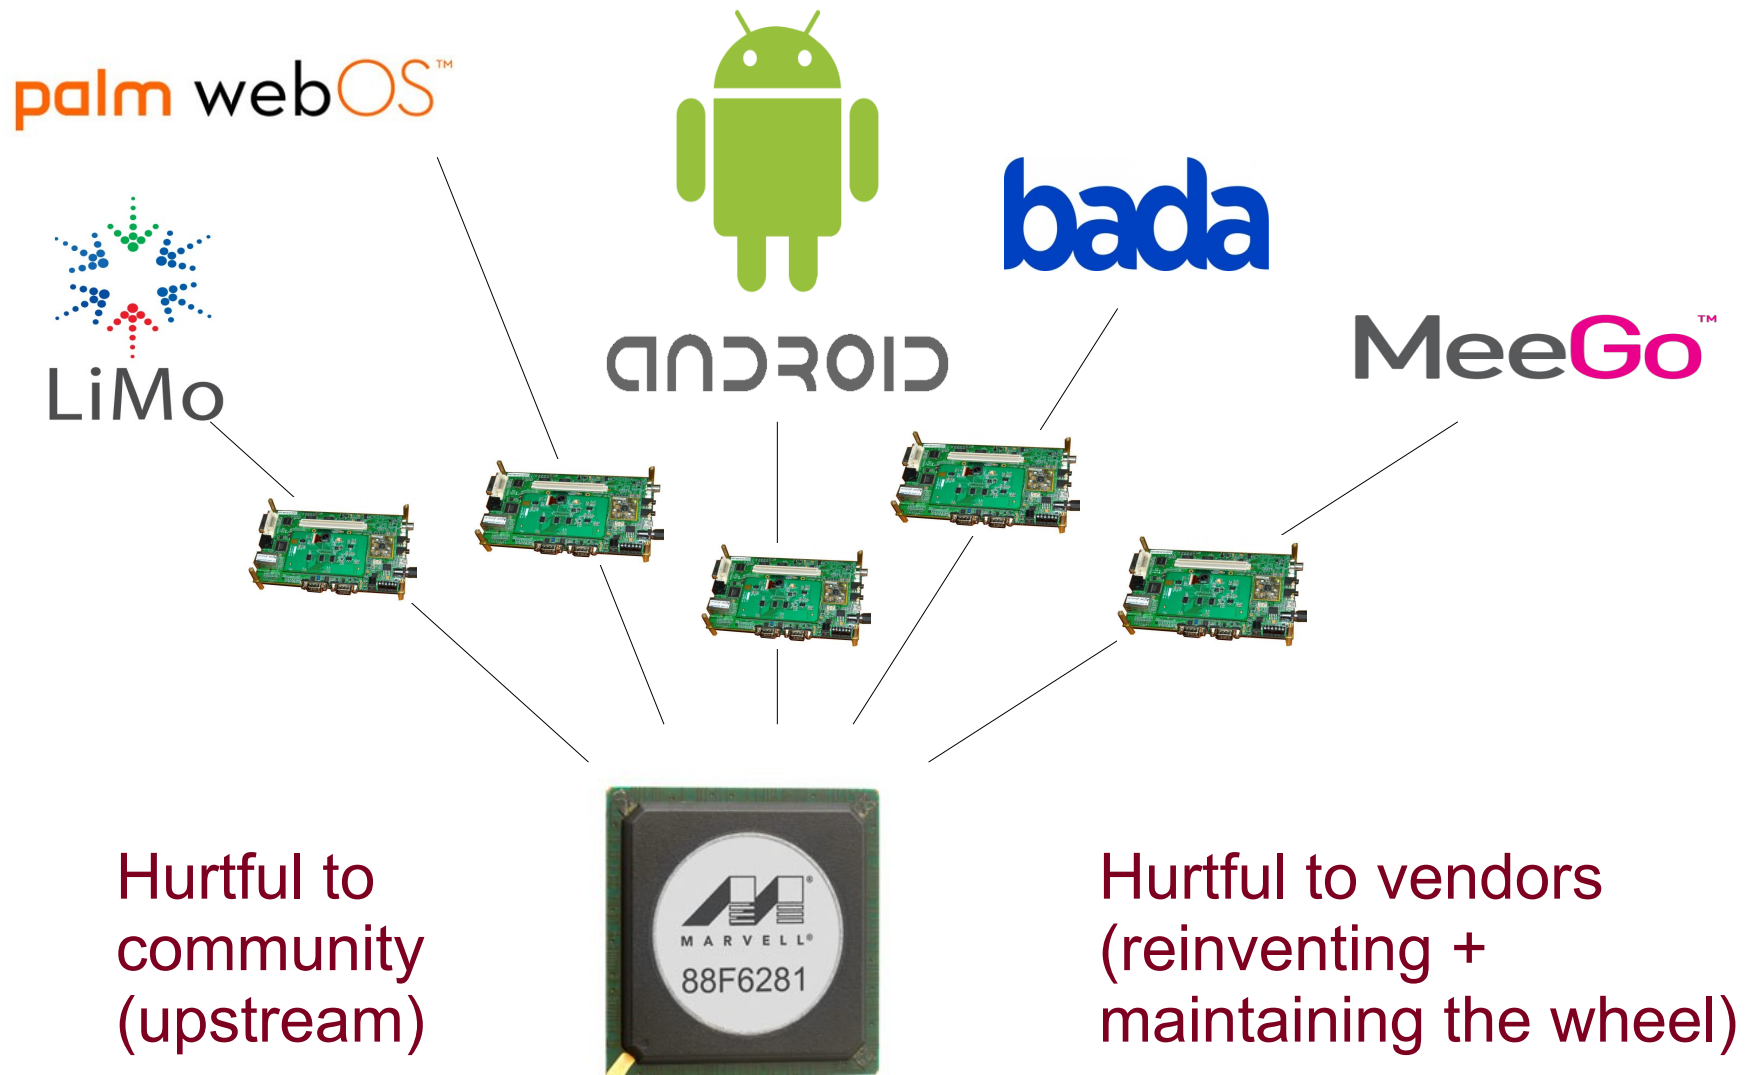 palm webOS™
LiMo
ANDROID
bada
MeeGo™
MARVELL®
88F6281
Hurtful to
community
(upstream)
Hurtful to vendors
(reinventing +
maintaining the wheel)